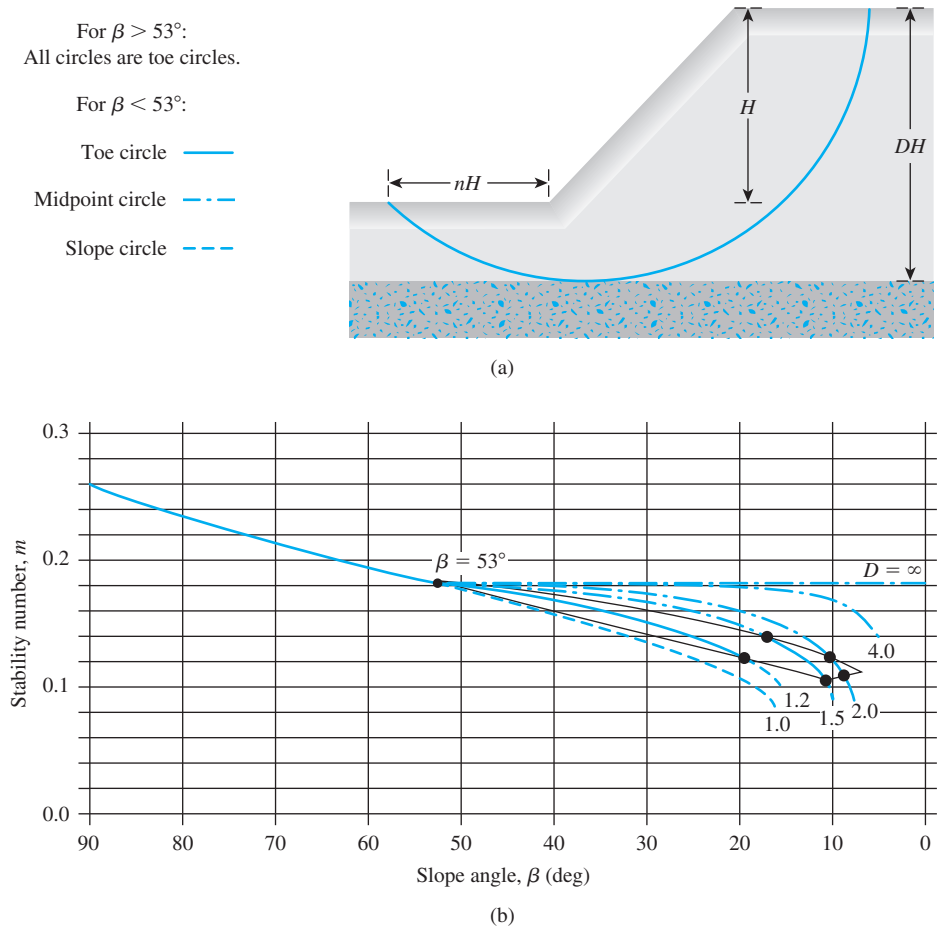 For β > 53°:
All circles are toe circles.
For β < 53°:
Toe circle
Midpoint circle
Slope circle
nH
H
DH
(a)
0.3
0.2
0.1
0.0
Stability number, m
β = 53°
D = ∞
4.0
1.2
1.0
1.5
2.0
90 80 70 60 50 40 30 20 10 0
Slope angle, β (deg)
(b)